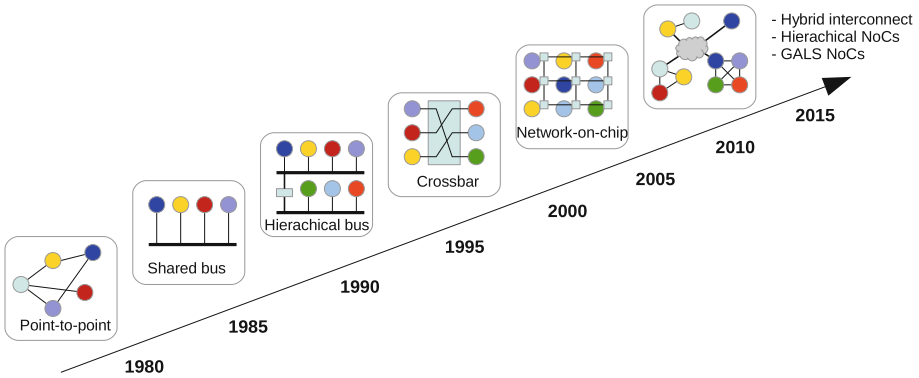 - Hybrid interconnect
- Hierachical NoCs
- GALS NoCs
Network-on-chip
Crossbar
Hierachical bus
Shared bus
Point-to-point
1980
1985
1990
1995
2000
2005
2010
2015